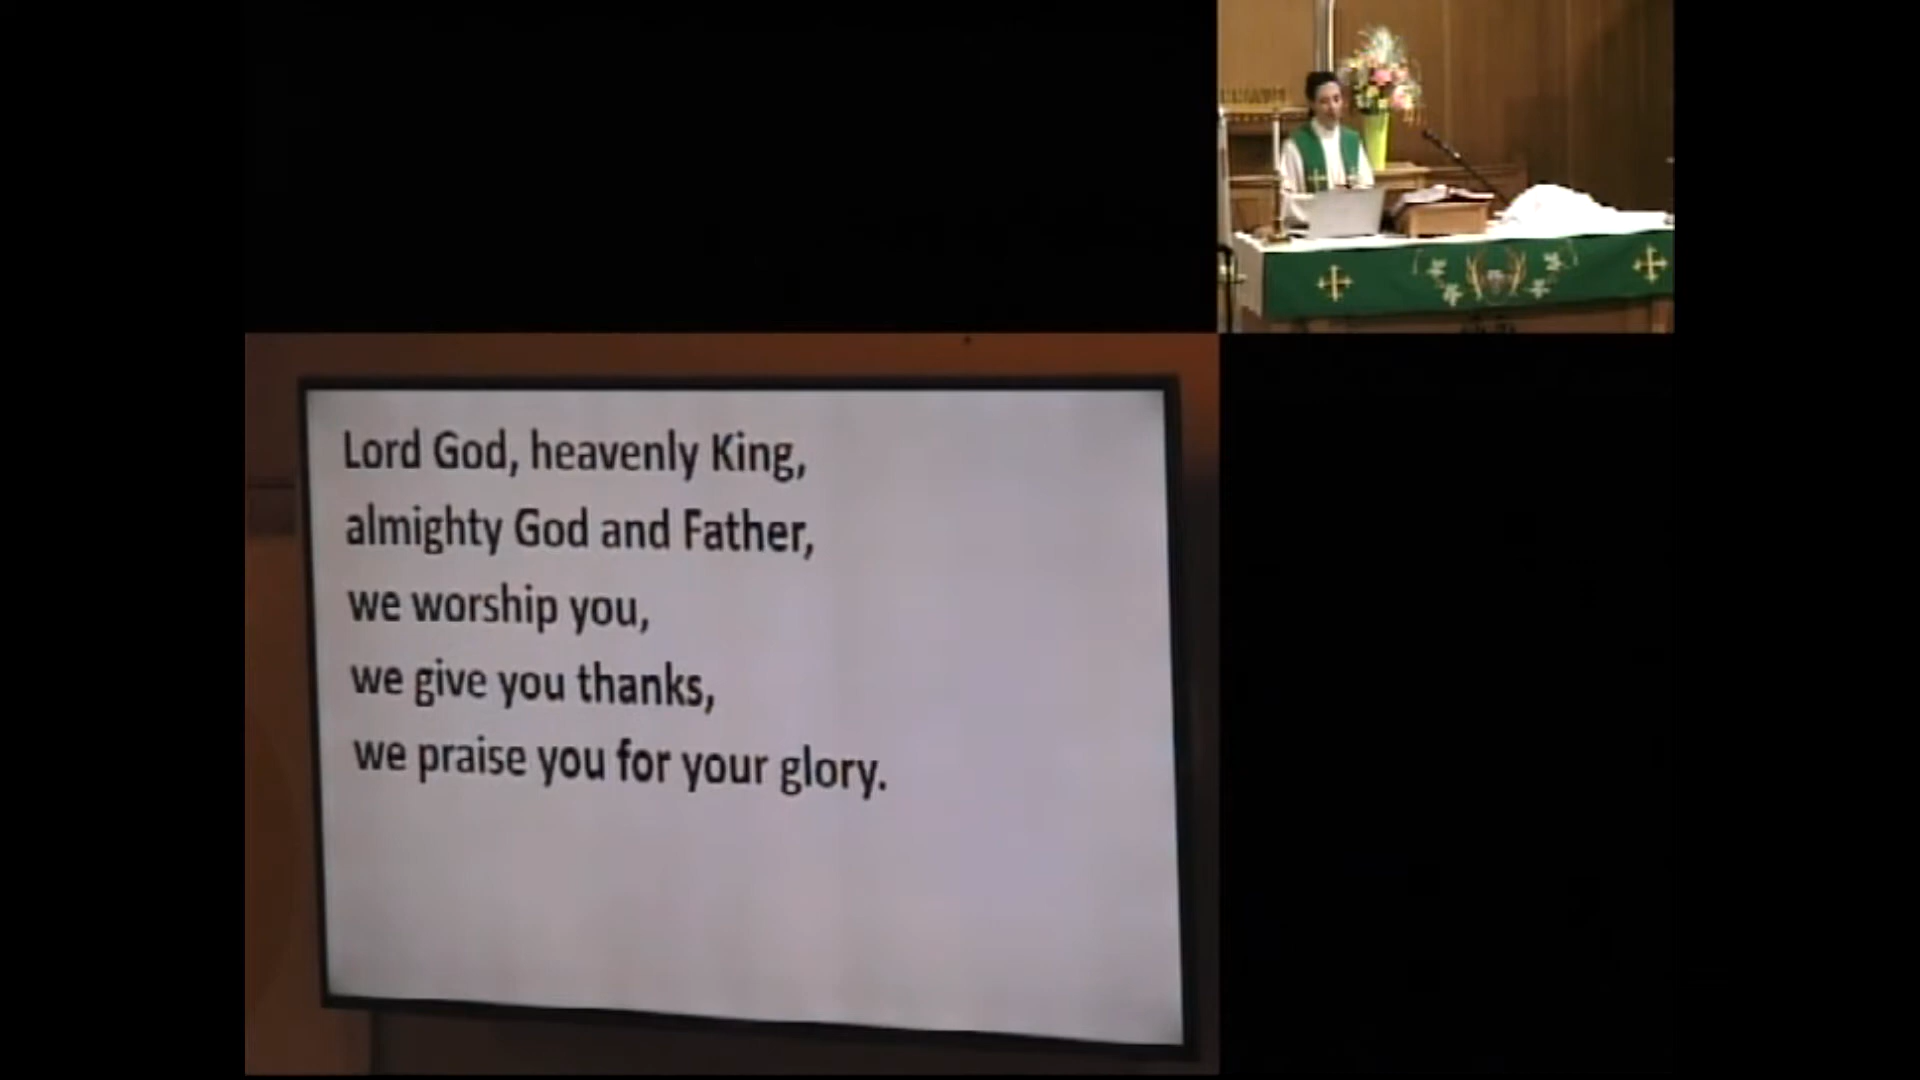 Lord God, heavenly King,
almighty God and Father,
we worship you,
we give you thanks,
we praise you for your glory.